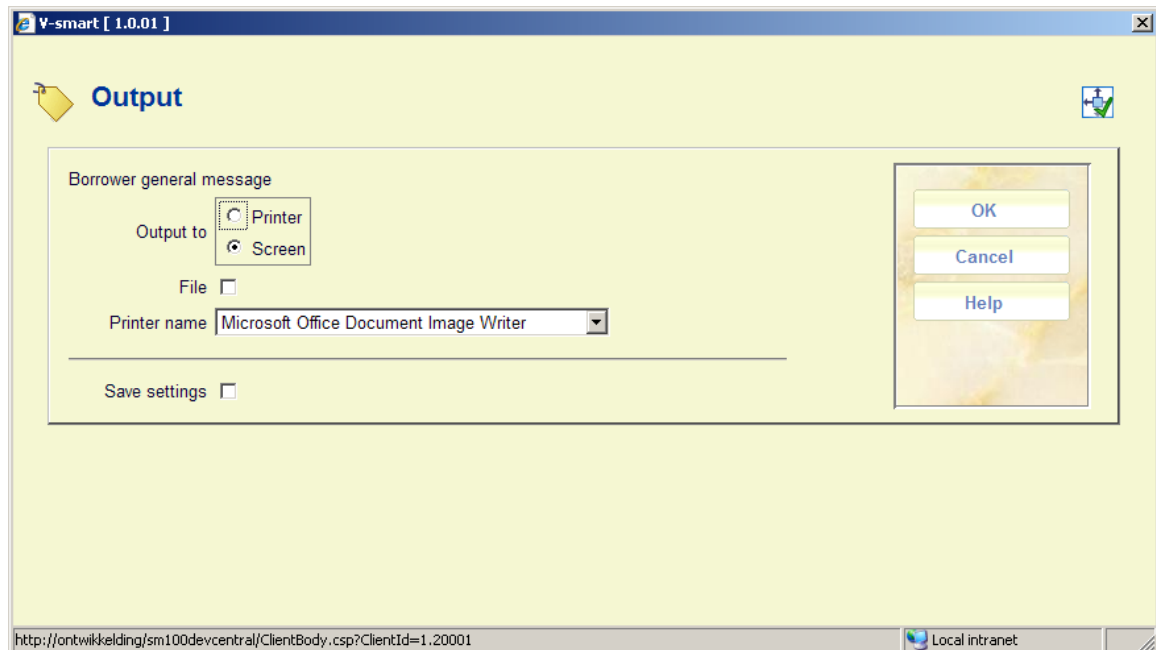 V-smart [ 1.0.01 ]
Output
Borrower general message
Output to
Printer
Screen
File
Printer name Microsoft Office Document Image Writer
Save settings
OK
Cancel
Help
http://ontwikkelding/sm100devcentral/ClientBody.csp?ClientId=1.20001
Local intranet